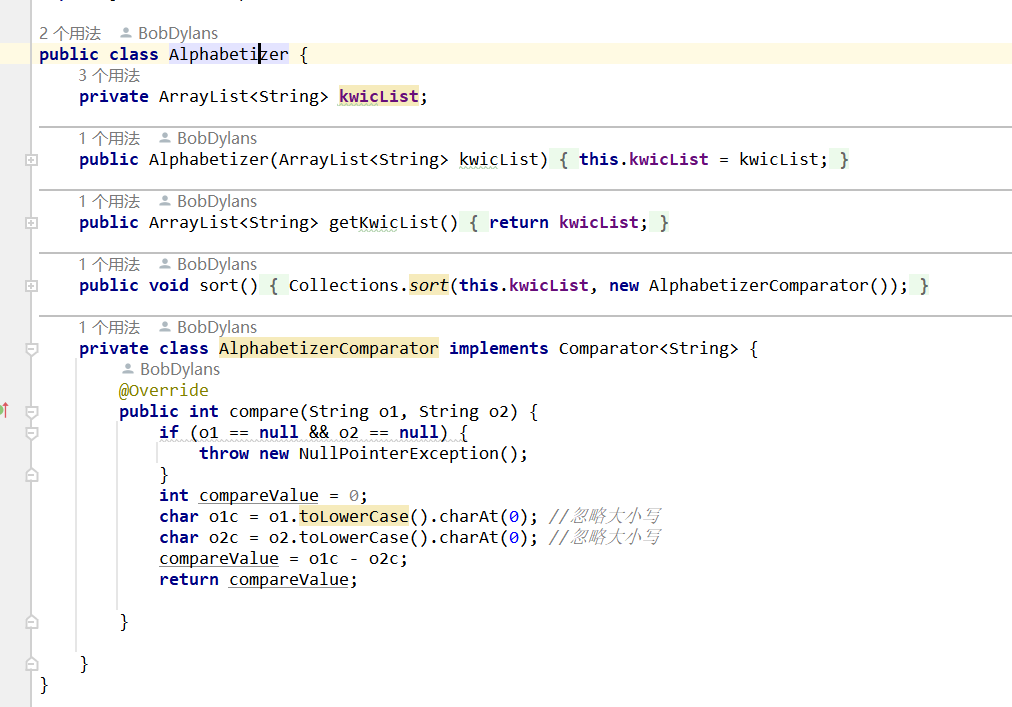 2 个用法 BobDylans
public class Alphabetizer {
3 个用法
private ArrayList<String> kwicList;
1 个用法 BobDylans
public Alphabetizer(ArrayList<String> kwicList) { this.kwicList = kwicList; }
1 个用法 BobDylans
public ArrayList<String> getKwicList() { return kwicList; }
1 个用法 BobDylans
public void sort() { Collections.sort(this.kwicList, new AlphabetizerComparator()); }
1 个用法 BobDylans
private class AlphabetizerComparator implements Comparator<String> {
BobDylans
@Override
public int compare(String o1, String o2) {
if (o1 == null && o2 == null) {
throw new NullPointerException();
}
int compareValue = 0;
char o1c = o1.toLowerCase().charAt(0); //忽略大小写
char o2c = o2.toLowerCase().charAt(0); //忽略大小写
compareValue = o1c - o2c;
return compareValue;
}
}
}